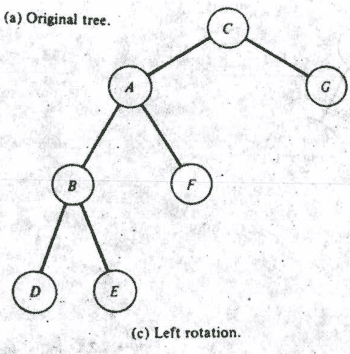 (a) Original tree.
C
A
G
B
F
D
E
(c) Left rotation.